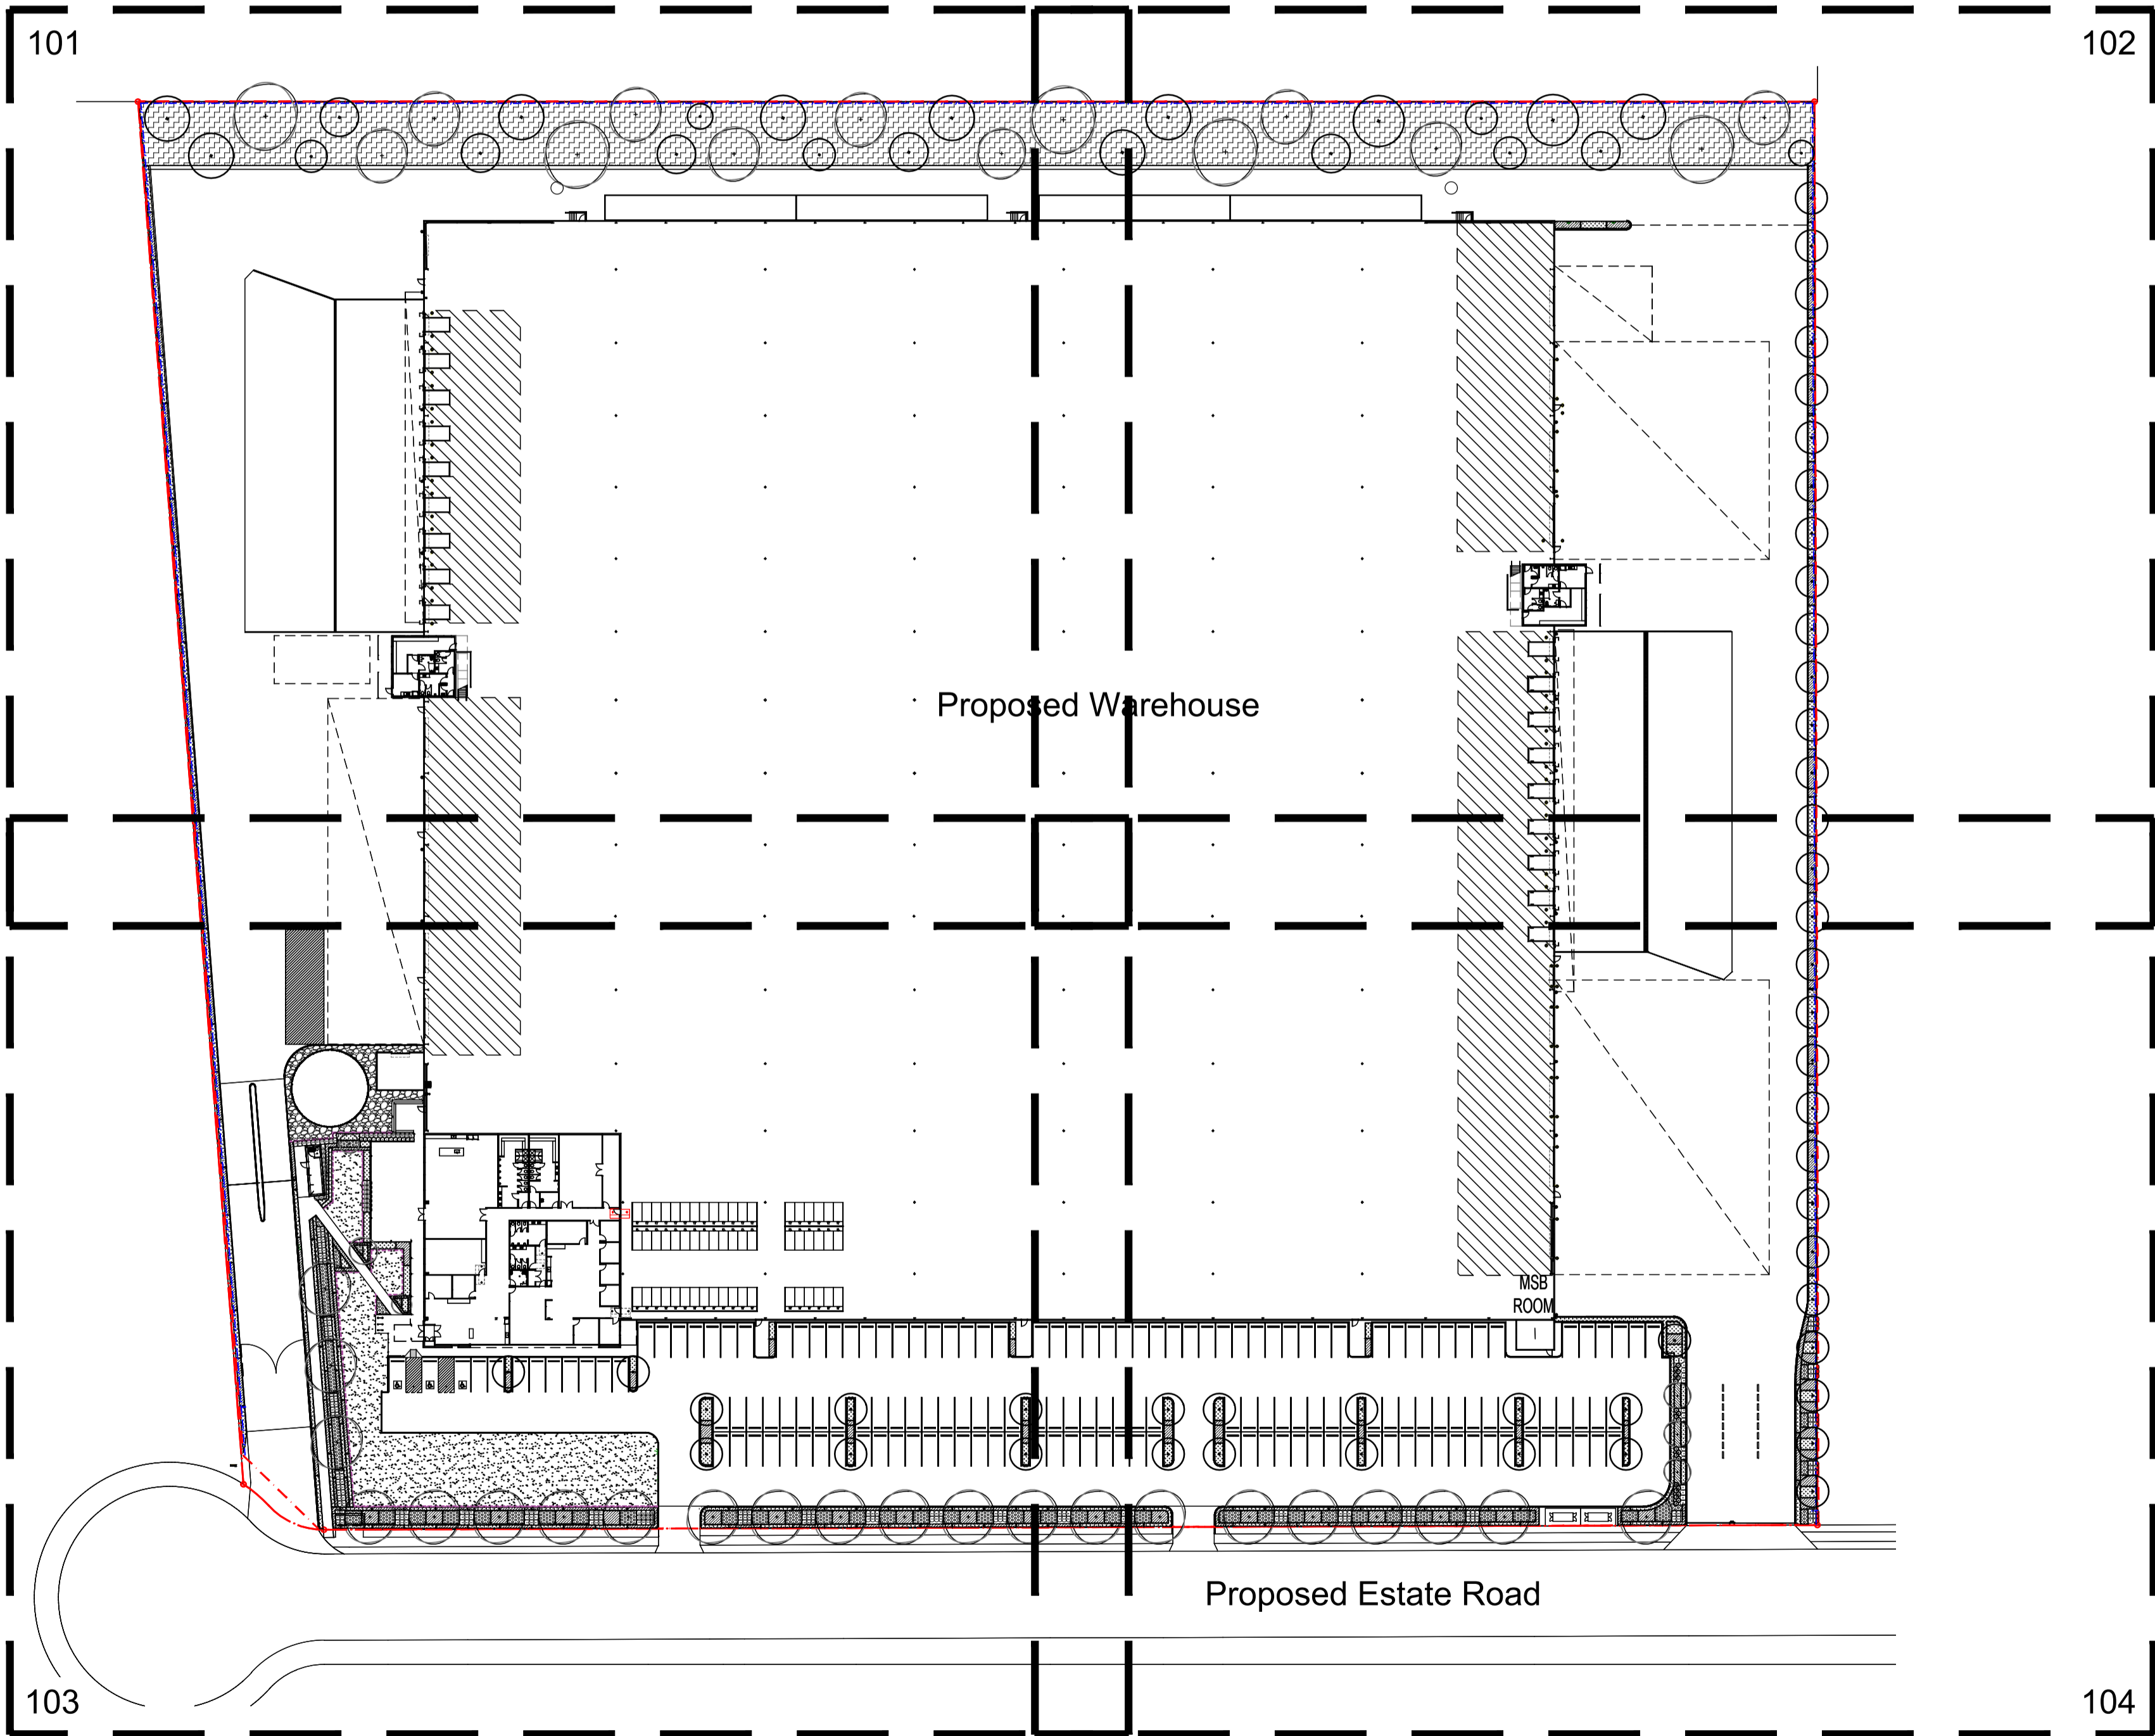 101
102
Proposed Warehouse
MSB
ROOM
Proposed Estate Road
103
104